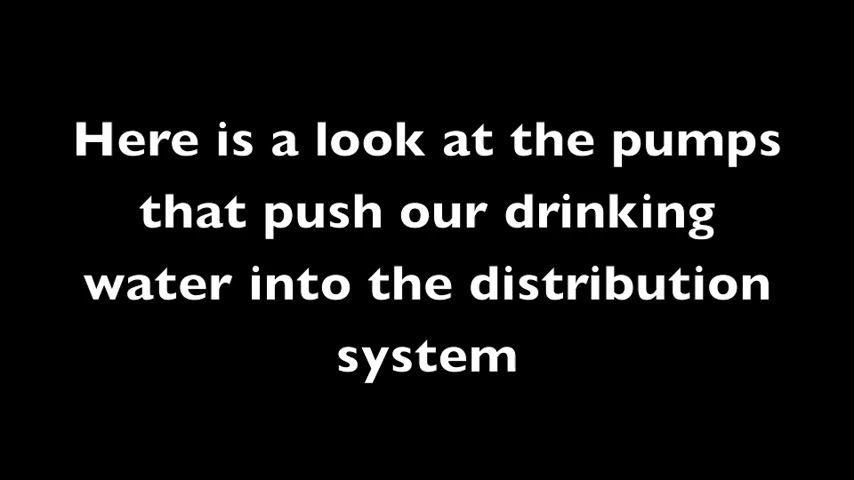 Here is a look at the pumps
that push our drinking
water into the distribution
system